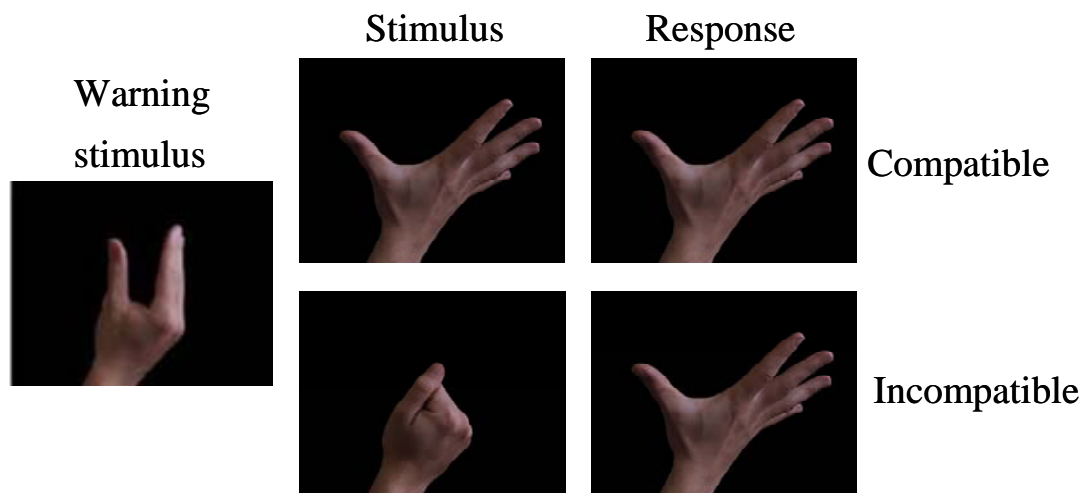 Stimulus
Response
Warning
stimulus
Compatible
Incompatible